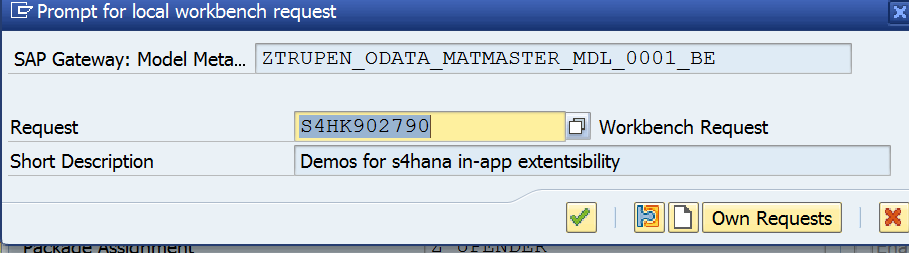 Prompt for local workbench request
SAP Gateway: Model Meta... ZTRUPEN_ODATA_MATMASTER_MDL_0001_BE
Request S4HK902790 Workbench Request
Short Description Demos for s4hana in-app extentsibility
Own Requests
Package Assignment Z_UPENDER